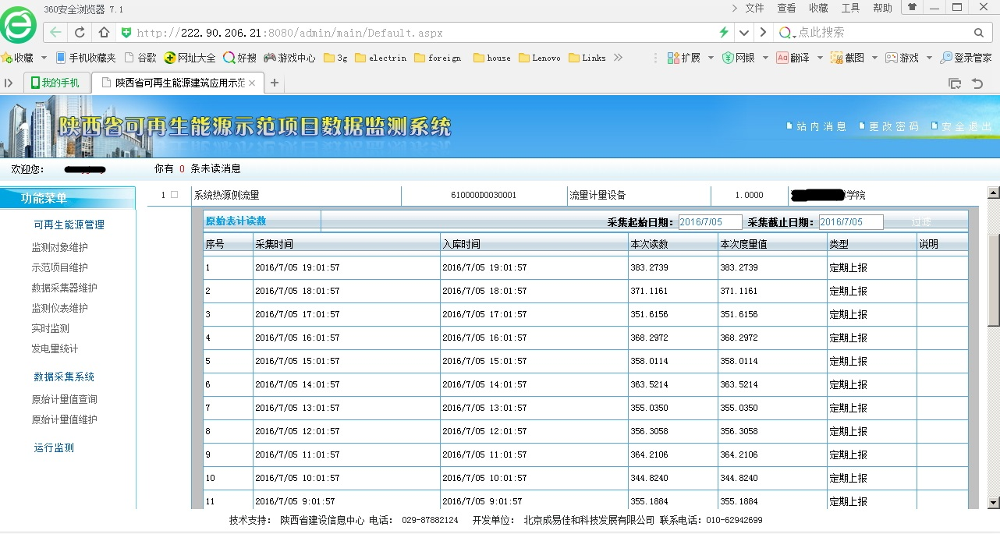 360安全浏览器 7.1 文件 查看 收藏 工具 帮助
http://222.90.206.21:8080/admin/main/Default.aspx 点此搜索
收藏 手机收藏夹 谷歌 网址大全 好搜 游戏中心 3g electrin foreign house Lenovo Links 扩展 网银 翻译 截图 游戏 登录管家
我的手机 陕西省可再生能源建筑应用示范
陕西省可再生能源示范项目数据监测系统
站内消息 更改密码 安全退出
欢迎您: 你有 0 条未读消息
功能菜单
可再生能源管理
监测对象维护
示范项目维护
数据采集器维护
监测仪表维护
实时监测
发电量统计
数据采集系统
原始计量值查询
原始计量值维护
运行监测
1 系统热源侧流量 610000D0030001 流量计量设备 1.0000 学院
原始表计读数 采集起始日期: 2016/7/05 采集截止日期: 2016/7/05 过滤
序号 采集时间 入库时间 本次读数 本次度量值 类型 说明
1 2016/7/05 19:01:57 2016/7/05 19:01:57 383.2739 383.2739 定期上报
2 2016/7/05 18:01:57 2016/7/05 18:01:57 371.1161 371.1161 定期上报
3 2016/7/05 17:01:57 2016/7/05 17:01:57 351.6156 351.6156 定期上报
4 2016/7/05 16:01:57 2016/7/05 16:01:57 368.2972 368.2972 定期上报
5 2016/7/05 15:01:57 2016/7/05 15:01:57 358.0114 358.0114 定期上报
6 2016/7/05 14:01:57 2016/7/05 14:01:57 363.5214 363.5214 定期上报
7 2016/7/05 13:01:57 2016/7/05 13:01:57 355.0350 355.0350 定期上报
8 2016/7/05 12:01:57 2016/7/05 12:01:57 356.3058 356.3058 定期上报
9 2016/7/05 11:01:57 2016/7/05 11:01:57 364.2106 364.2106 定期上报
10 2016/7/05 10:01:57 2016/7/05 10:01:57 344.8240 344.8240 定期上报
11 2016/7/05 9:01:57 2016/7/05 9:01:57 355.1884 355.1884 定期上报
技术支持: 陕西省建设信息中心 电话: 029-87882124 开发单位: 北京成易佳和科技发展有限公司 联系电话:010-62942699